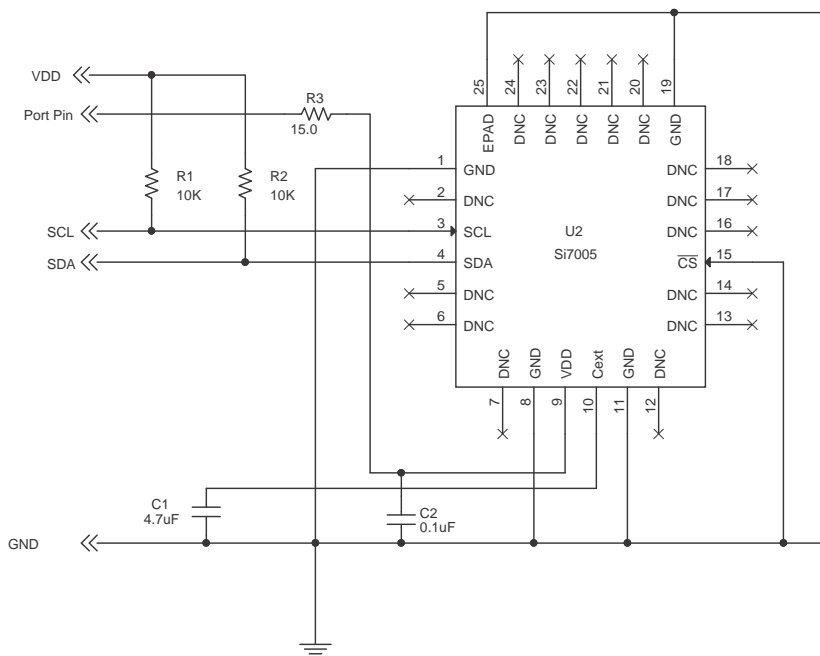 VDD
Port Pin
R3
15.0
R1
10K
R2
10K
SCL
SDA
GND
C1
4.7uF
C2
0.1uF
U2
Si7005
1
GND
2
DNC
3
SCL
4
SDA
5
DNC
6
DNC
7
DNC
8
GND
9
VDD
10
Cext
11
GND
12
DNC
13
DNC
14
DNC
15
CS
16
DNC
17
DNC
18
DNC
19
GND
20
DNC
21
DNC
22
DNC
23
DNC
24
DNC
25
EPAD